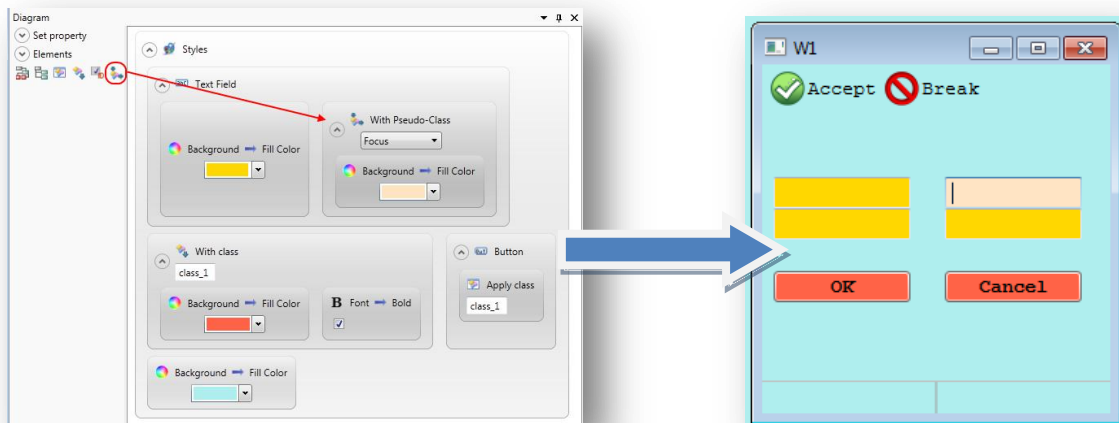 Diagram
Set property
Elements
Styles
Text Field
Background Fill Color
With Pseudo-Class
Focus
Background Fill Color
With class
class_1
Background Fill Color
B Font Bold
Button
Apply class
class_1
Background Fill Color
W1
Accept Break
OK Cancel